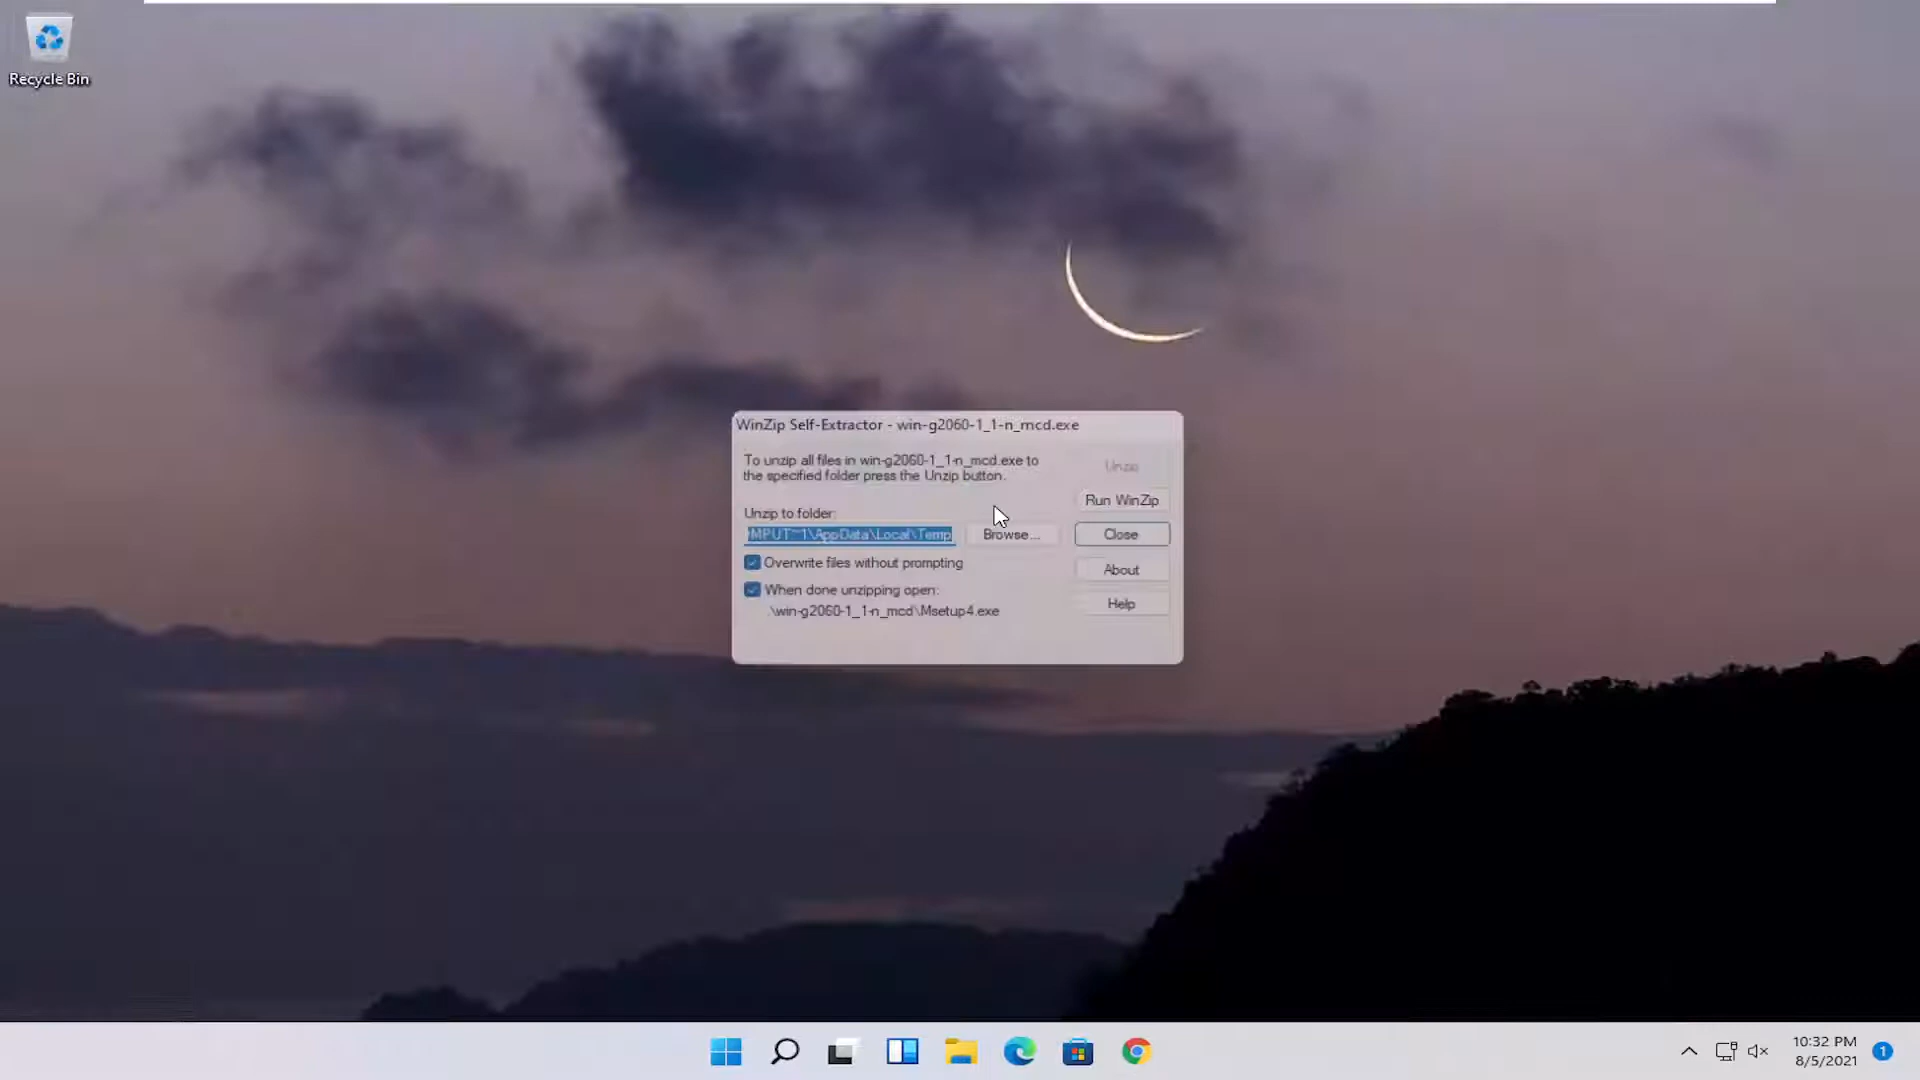 Recycle Bin
WinZip Self-Extractor - win-g2060-1_1-n_mcd.exe
To unzip all files in win-g2060-1_1-n_mcd.exe to
the specified folder press the Unzip button.
Unzip
Run WinZip
Unzip to folder:
MPUT~1\AppData\Local\Temp
Browse...
Close
Overwrite files without prompting
About
When done unzipping open:
.\win-g2060-1_1-n_mcd\Msetup4.exe
Help
10:32 PM
8/5/2021
1